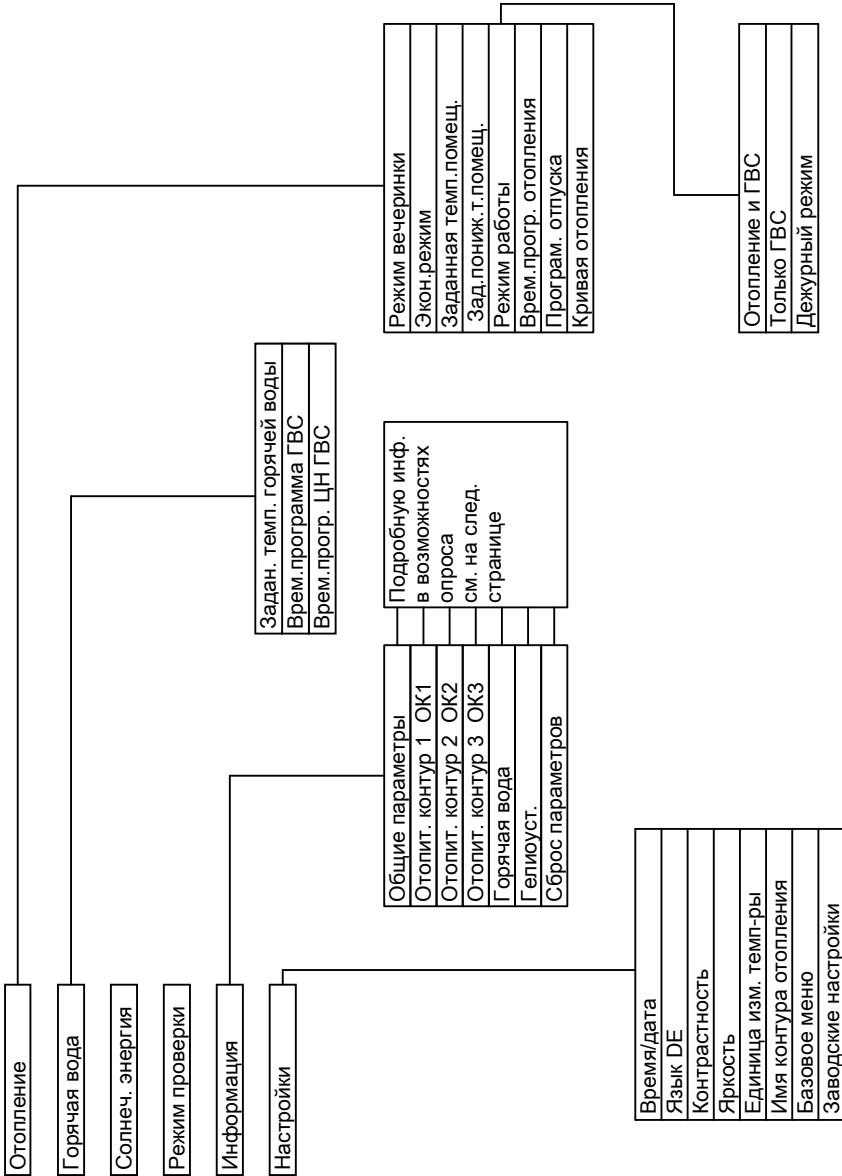 Отопление
Горячая вода
Солнеч. энергия
Режим проверки
Информация
Настройки
Режим вечеринки
Экон.режим
Заданная темп.помещ.
Зад.пониж.т.помещ.
Режим работы
Врем.прогр. отопления
Програм. отпуска
Кривая отопления
Отопление и ГВС
Только ГВС
Дежурный режим
Задан. темп. горячей воды
Врем.программа ГВС
Врем.прогр. ЦН ГВС
Общие параметры
Отопит. контур 1 ОК1
Отопит. контур 2 ОК2
Отопит. контур 3 ОК3
Горячая вода
Гелиоуст.
Сброс параметров
Подробную инф.
в возможностях
опроса
см. на след.
странице
Время/дата
Язык DE
Контрастность
Яркость
Единица изм. темп-ры
Имя контура отопления
Базовое меню
Заводские настройки